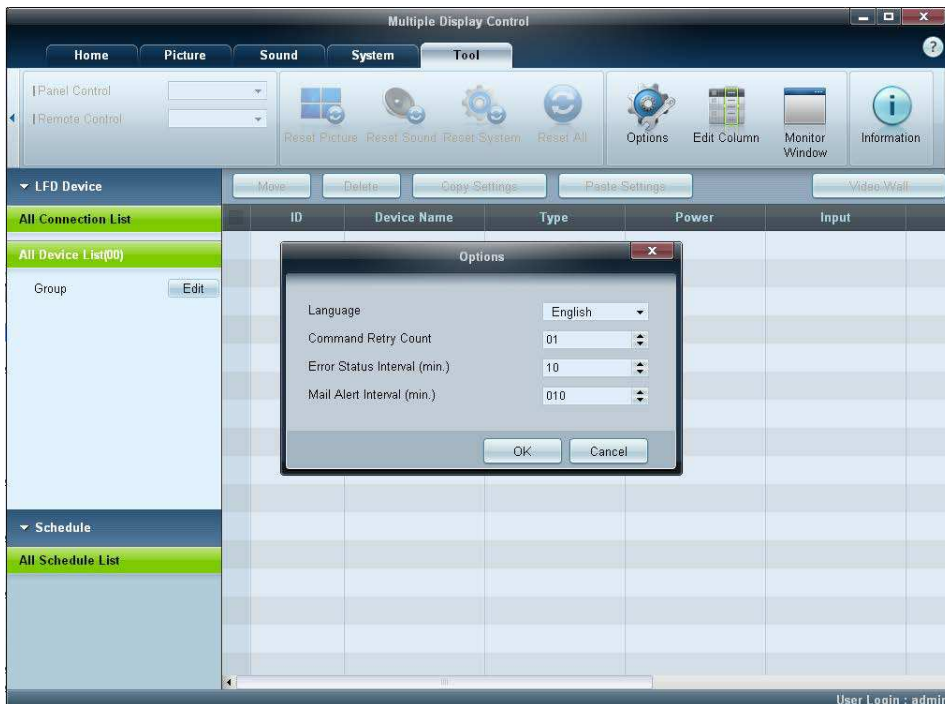 Multiple Display Control
Home Picture Sound System Tool
Panel Control
Remote Control
Reset Picture Reset Sound Reset System Reset All
Options Edit Column Monitor Window Information
LFD Device
Move Delete Copy Settings Paste Settings Video Wall
All Connection List
ID Device Name Type Power Input
All Device List(00)
Group Edit
Options
Language English
Command Retry Count 01
Error Status Interval (min.) 10
Mail Alert Interval (min.) 010
OK Cancel
Schedule
All Schedule List
User Login : admin